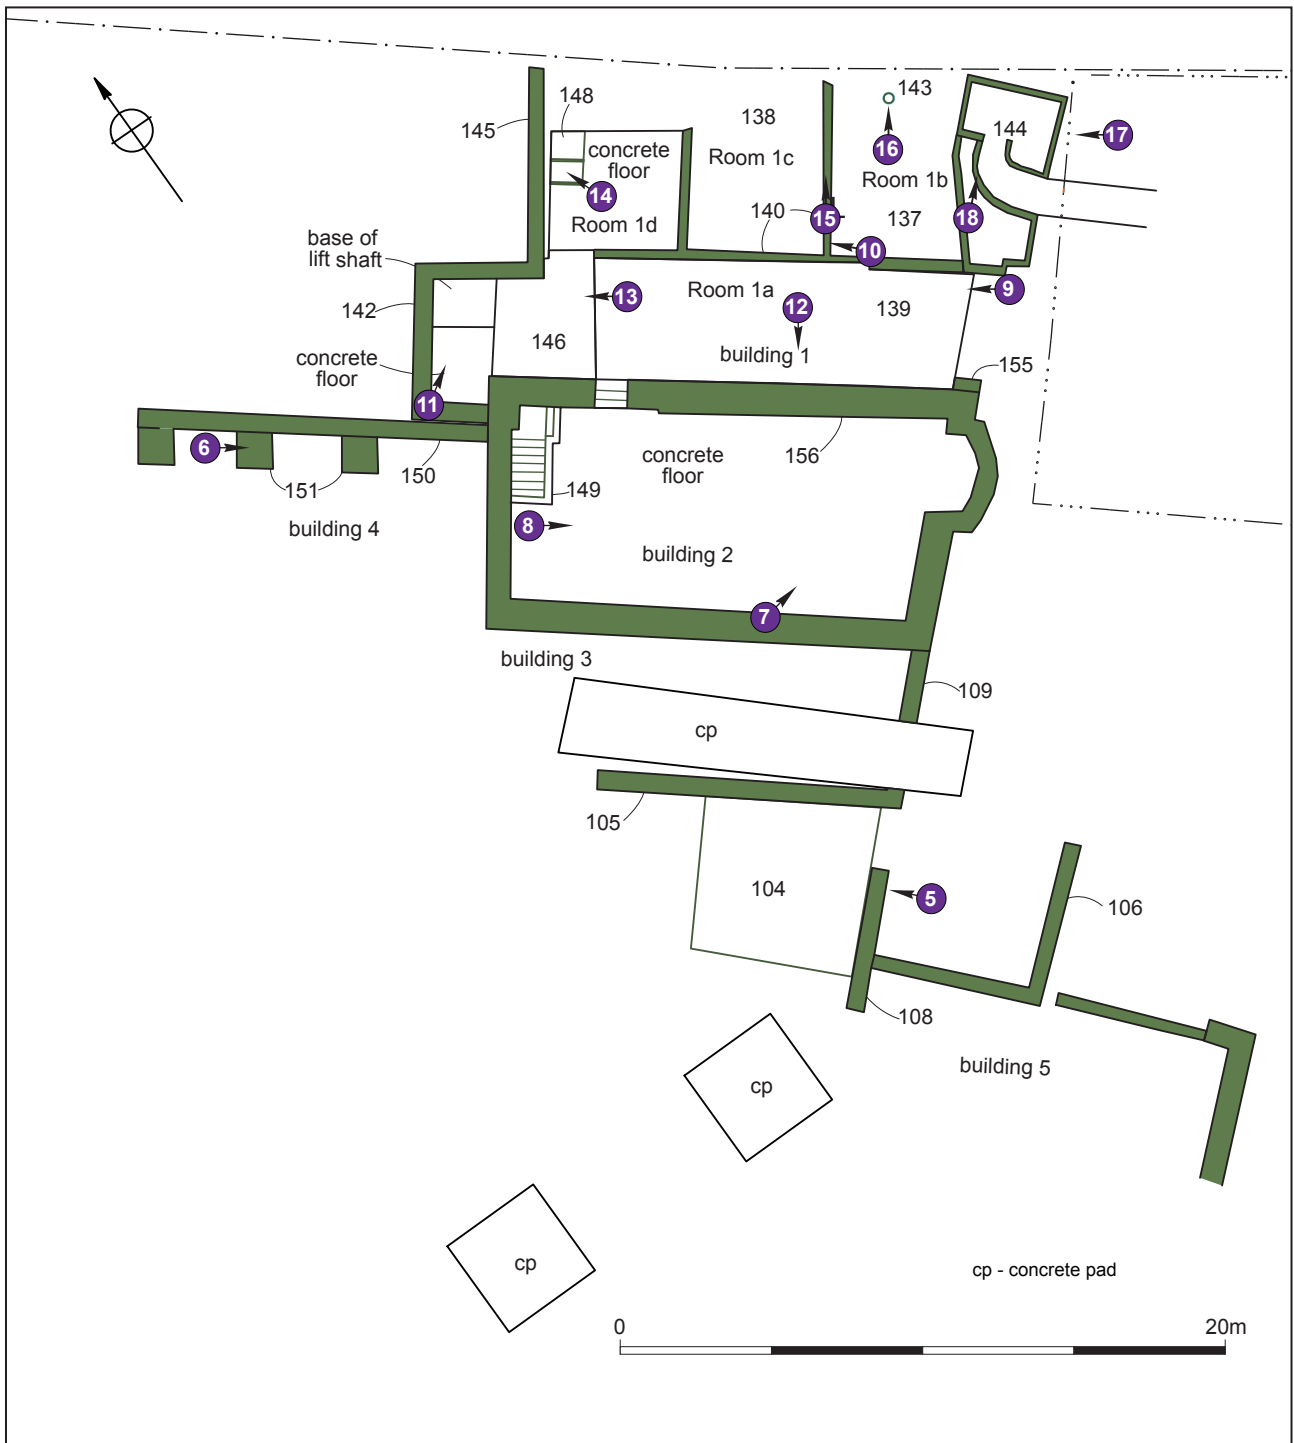 143
148
138
144
17
145
concrete
floor
Room 1c
16
Room 1b
14
Room 1d
140
15
137
18
10
base of
lift shaft
13
Room 1a
9
142
12
139
146
building 1
concrete
floor
155
11
6
150
156
concrete
floor
151
149
building 4
8
building 2
7
building 3
109
cp
105
104
5
106
108
building 5
cp
cp
cp - concrete pad
0
20m